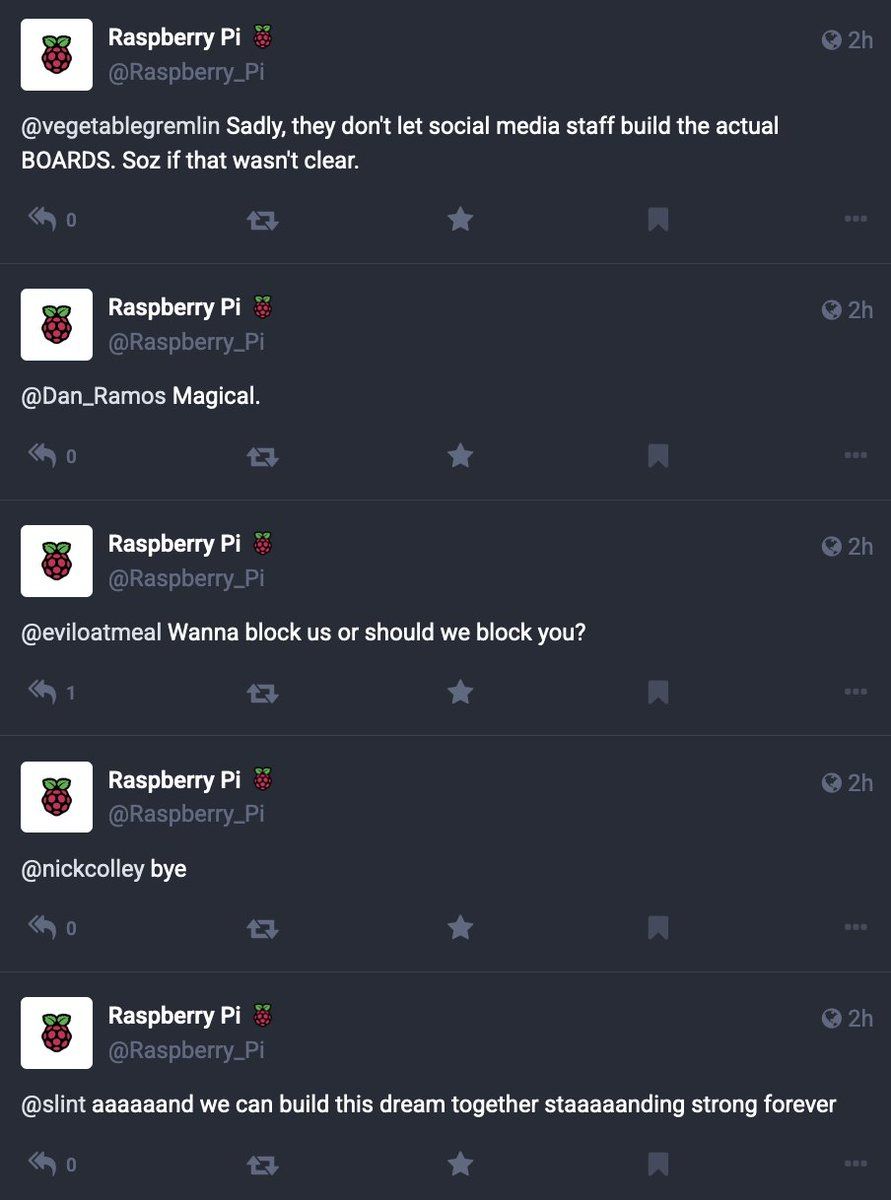 Raspberry Pi
2h
@Raspberry_Pi
@vegetablegremlin Sadly, they don't let social media staff build the actual
BOARDS. Soz if that wasn't clear.
0
Raspberry Pi
2h
@Raspberry_Pi
@Dan_Ramos Magical.
0
Raspberry Pi
2h
@Raspberry_Pi
@eviloatmeal Wanna block us or should we block you?
1
Raspberry Pi
2h
@Raspberry_Pi
@nickcolley bye
0
Raspberry Pi
2h
@Raspberry_Pi
@slint aaaaaand we can build this dream together staaaaanding strong forever
0